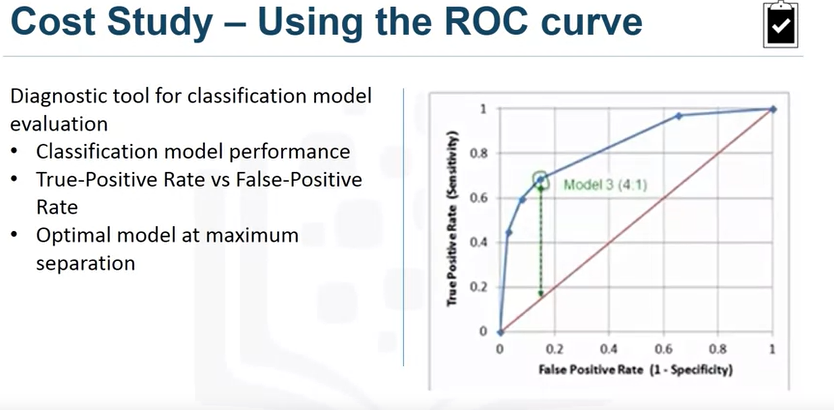 Cost Study – Using the ROC curve
Diagnostic tool for classification model
evaluation
• Classification model performance
• True-Positive Rate vs False-Positive
Rate
• Optimal model at maximum
separation
True Positive Rate (Sensitivity)
1
0.8
0.6
0.4
0.2
0
Model 3 (4:1)
0 0.2 0.4 0.6 0.8 1
False Positive Rate (1 - Specificity)